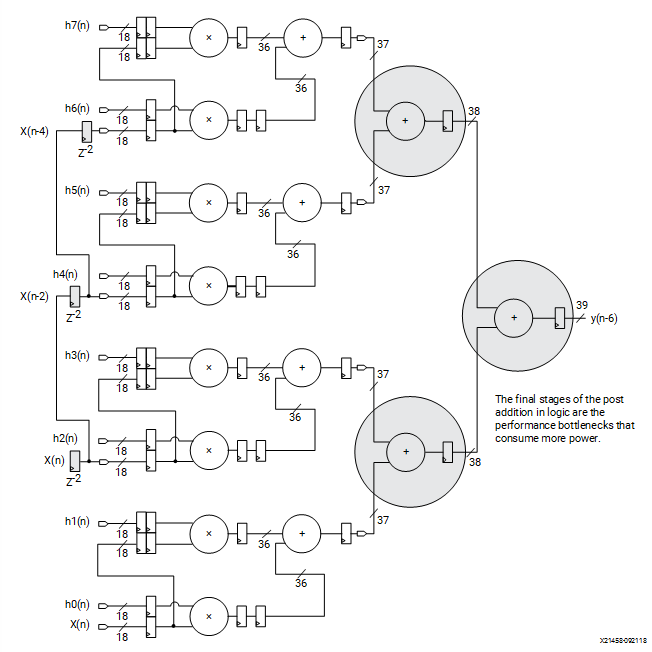 h7(n)
18
18
36
+
37
×
36
h6(n)
18
×
38
X(n-4)
18
+
Z-2
h5(n)
18
18
×
36
+
37
36
h4(n)
18
×
39
X(n-2)
18
+
y(n-6)
Z-2
h3(n)
18
18
×
36
+
37
36
The final stages of the post
addition in logic are the
performance bottlenecks that
consume more power.
h2(n)
18
×
+
X(n)
18
38
Z-2
h1(n)
18
18
×
36
+
37
36
h0(n)
18
×
X(n)
18
X21458-092118